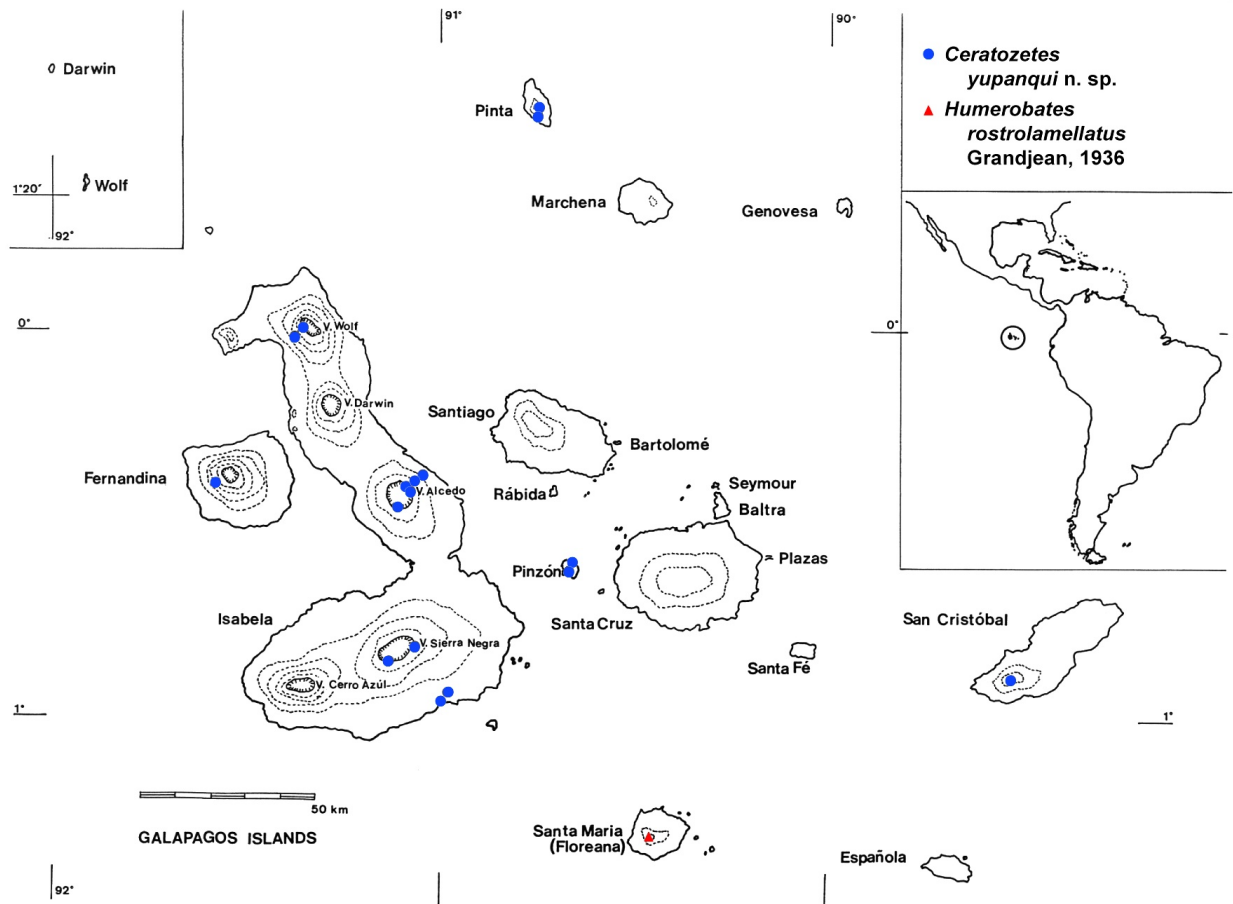 91°
90°
Darwin
Wolf
1°20'
92°
Pinta
Marchena
Genovesa
Ceratozetes
yupanqui n. sp.
Humerobates
rostrolamellatus
Grandjean, 1936
0°
0°
V. Wolf
V. Darwin
Santiago
Bartolomé
Fernandina
V. Alcedo
Rábida
Seymour
Baltra
Pinzón
Plazas
Isabela
Santa Cruz
San Cristóbal
V. Sierra Negra
Santa Fé
V. Cerro Azúl
1°
1°
50 km
GALAPAGOS ISLANDS
Santa Maria
(Floreana)
Española
92°